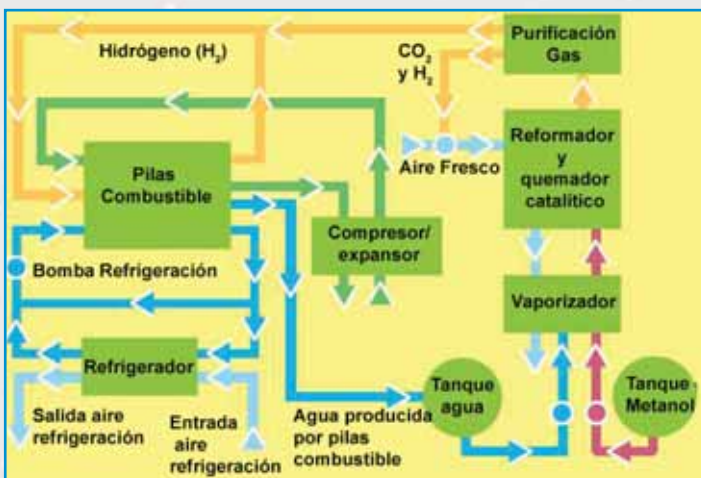 Hidrógeno (H₂)
CO₂
y H₂
Purificación
Gas
Aire Fresco
Reformador
y
quemador
catalítico
Pilas
Combustible
Compresor/
expansor
Bomba Refrigeración
Vaporizador
Refrigerador
Salida aire
refrigeración
Entrada
aire
refrigeración
Agua producida
por pilas
combustible
Tanque
agua
Tanque
Metanol